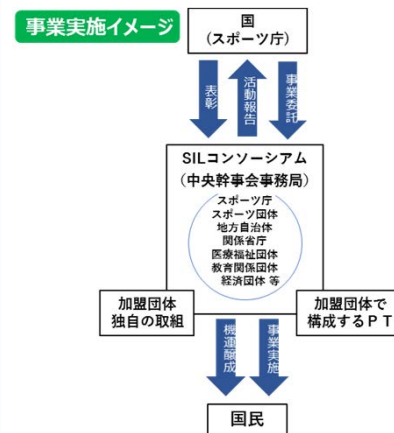 事業実施イメージ
国
(スポーツ庁)
表彰
活動報告
事業委託
SILコンソーシアム
(中央幹事会事務局)
スポーツ庁
スポーツ団体
地方自治体
関係省庁
医療福祉団体
教育関係団体
経済団体 等
加盟団体
独自の取組
加盟団体で
構成するPT
機運醸成
事業実施
国民